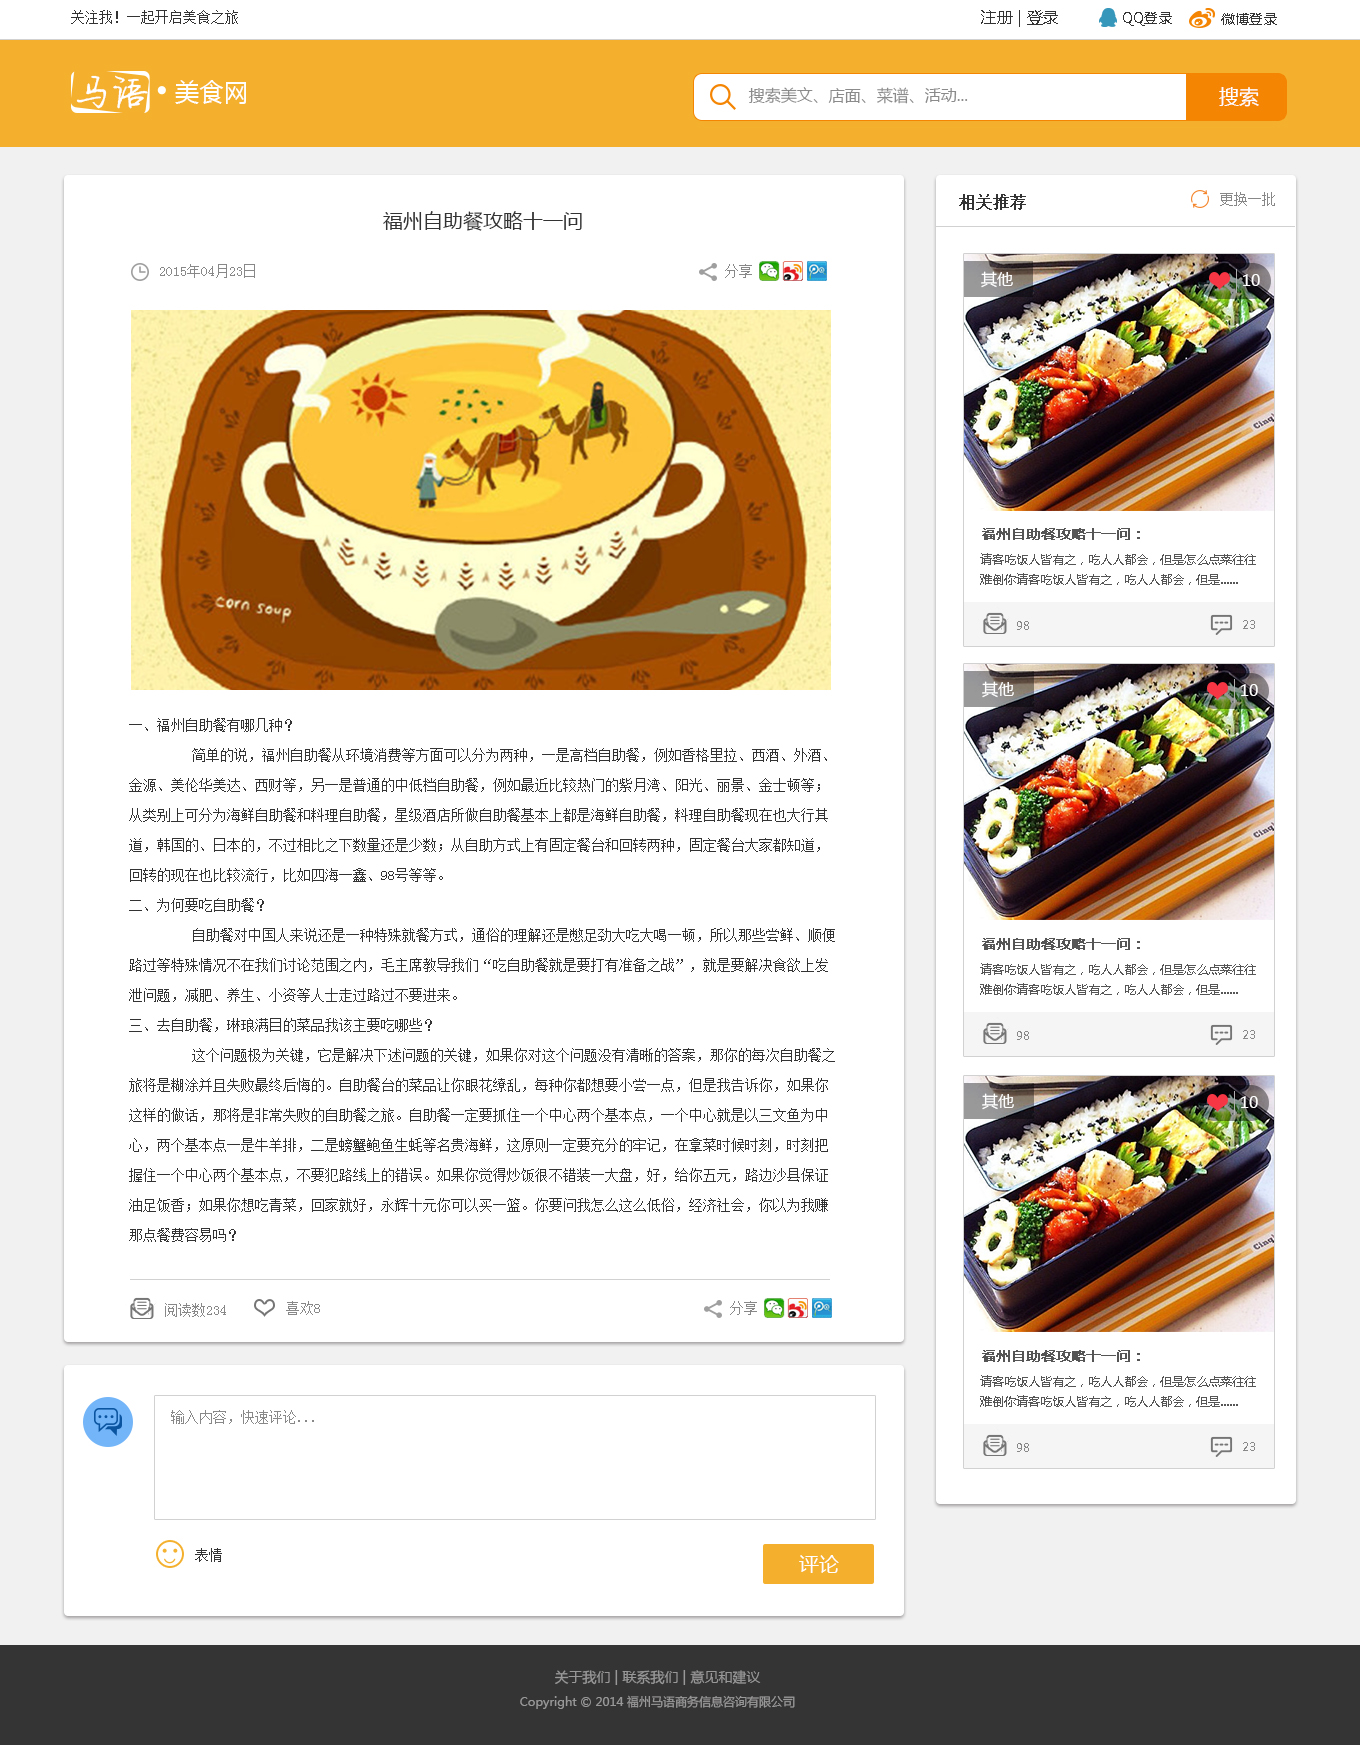 关注我！一起开启美食之旅
注册 | 登录
QQ登录
微博登录
马语·美食网
搜索美文、店面、菜谱、活动...
搜索
福州自助餐攻略十一问
2015年04月23日
分享
corn soup
一、福州自助餐有哪几种？
简单的说，福州自助餐从环境消费等方面可以分为两种，一是高档自助餐，例如香格里拉、西酒、外酒、
金源、美伦华美达、西财等，另一是普通的中低档自助餐，例如最近比较热门的紫月湾、阳光、丽景、金士顿等；
从类别上可分为海鲜自助餐和料理自助餐，星级酒店所做自助餐基本上都是海鲜自助餐，料理自助餐现在也大行其
道，韩国的、日本的，不过相比之下数量还是少数；从自助方式上有固定餐台和回转两种，固定餐台大家都知道，
回转的现在也比较流行，比如四海一鑫、98号等等。
二、为何要吃自助餐？
自助餐对中国人来说还是一种特殊就餐方式，通俗的理解还是憋足劲大吃大喝一顿，所以那些尝鲜、顺便
路过等特殊情况不在我们讨论范围之内，毛主席教导我们“吃自助餐就是要打有准备之战”，就是要解决食欲上发
泄问题，减肥、养生、小资等人士走过路过不要进来。
三、去自助餐，琳琅满目的菜品我该主要吃哪些？
这个问题极为关键，它是解决下述问题的关键，如果你对这个问题没有清晰的答案，那你的每次自助餐之
旅将是糊涂并且失败最终后悔的。自助餐台的菜品让你眼花缭乱，每种你都想要小尝一点，但是我告诉你，如果你
这样的做话，那将是非常失败的自助餐之旅。自助餐一定要抓住一个中心两个基本点，一个中心就是以三文鱼为中
心，两个基本点一是牛羊排，二是螃蟹鲍鱼生蚝等名贵海鲜，这原则一定要充分的牢记，在拿菜时候时刻，时刻把
握住一个中心两个基本点，不要犯路线上的错误。如果你觉得炒饭很不错装一大盘，好，给你五元，路边沙县保证
油足饭香；如果你想吃青菜，回家就好，永辉十元你可以买一篮。你要问我怎么这么低俗，经济社会，你以为我赚
那点餐费容易吗？
阅读数234
喜欢8
分享
输入内容，快速评论...
表情
评论
相关推荐
更换一批
其他
10
福州自助餐攻略十一问：
请客吃饭人皆有之，吃人人都会，但是怎么点菜往往
难倒你请客吃饭人皆有之，吃人人都会，但是......
98
23
其他
10
福州自助餐攻略十一问：
请客吃饭人皆有之，吃人人都会，但是怎么点菜往往
难倒你请客吃饭人皆有之，吃人人都会，但是......
98
23
其他
10
福州自助餐攻略十一问：
请客吃饭人皆有之，吃人人都会，但是怎么点菜往往
难倒你请客吃饭人皆有之，吃人人都会，但是......
98
23
关于我们 | 联系我们 | 意见和建议
Copyright © 2014 福州马语商务信息咨询有限公司